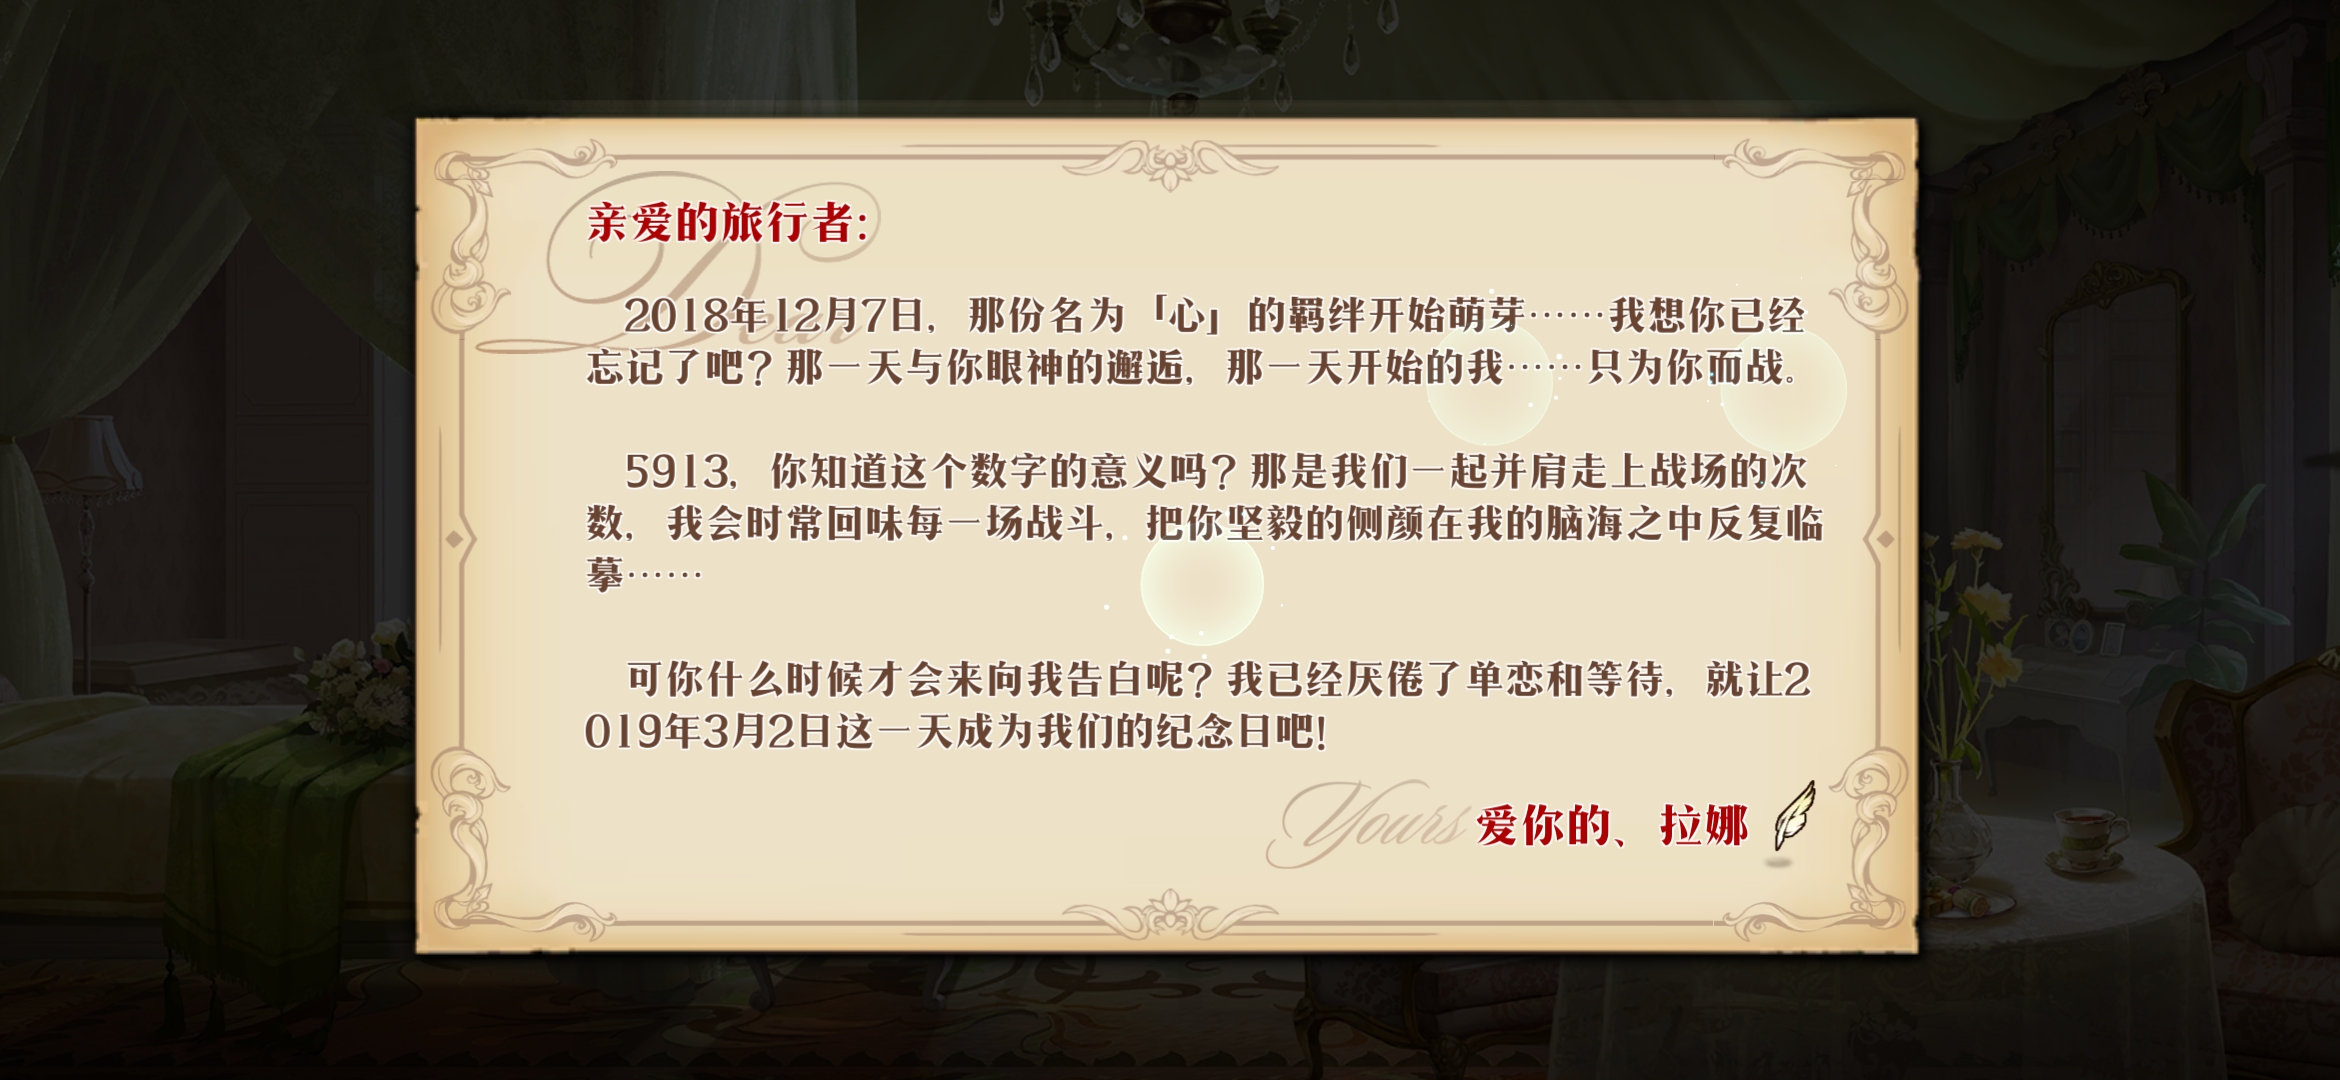 Dear
亲爱的旅行者:
2018年12月7日，那份名为「心」的羁绊开始萌芽……我想你已经
忘记了吧？那一天与你眼神的邂逅，那一天开始的我……只为你而战。
5913，你知道这个数字的意义吗？那是我们一起并肩走上战场的次
数，我会时常回味每一场战斗，把你坚毅的侧颜在我的脑海之中反复临
摹……
可你什么时候才会来向我告白呢？我已经厌倦了单恋和等待，就让2
019年3月2日这一天成为我们的纪念日吧!
Yours 爱你的、拉娜